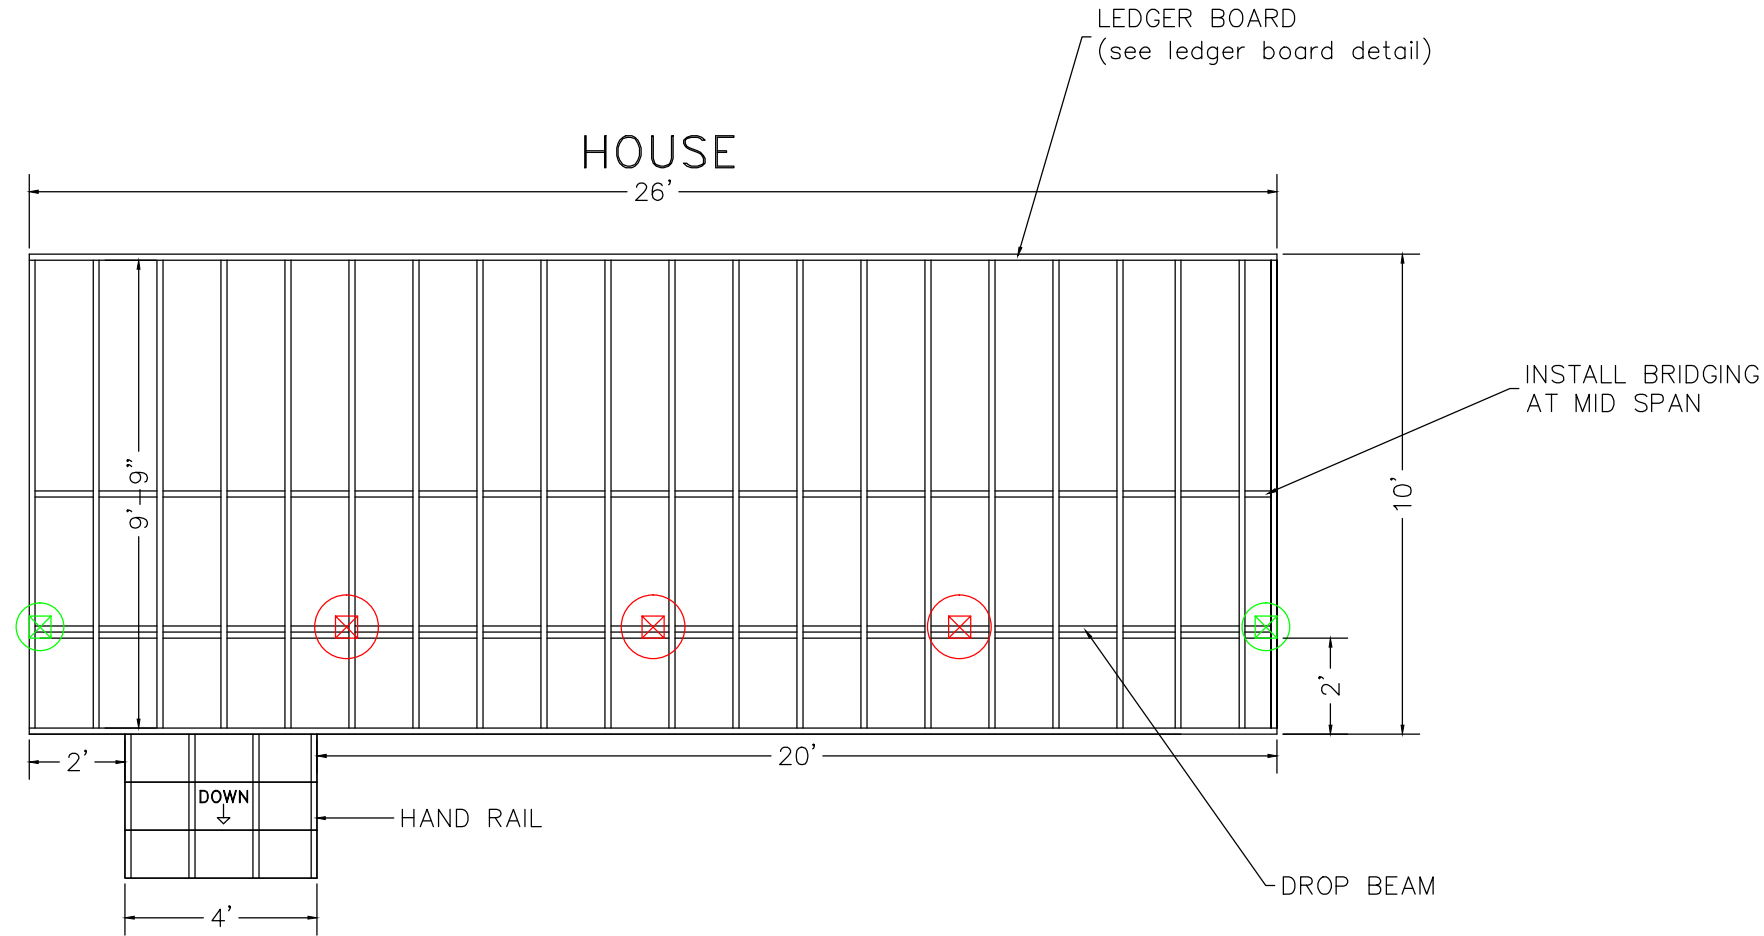 LEDGER BOARD
(see ledger board detail)
HOUSE
26'
INSTALL BRIDGING
AT MID SPAN
9'-9"
10'
2'
2'
20'
DOWN
HAND RAIL
DROP BEAM
4'